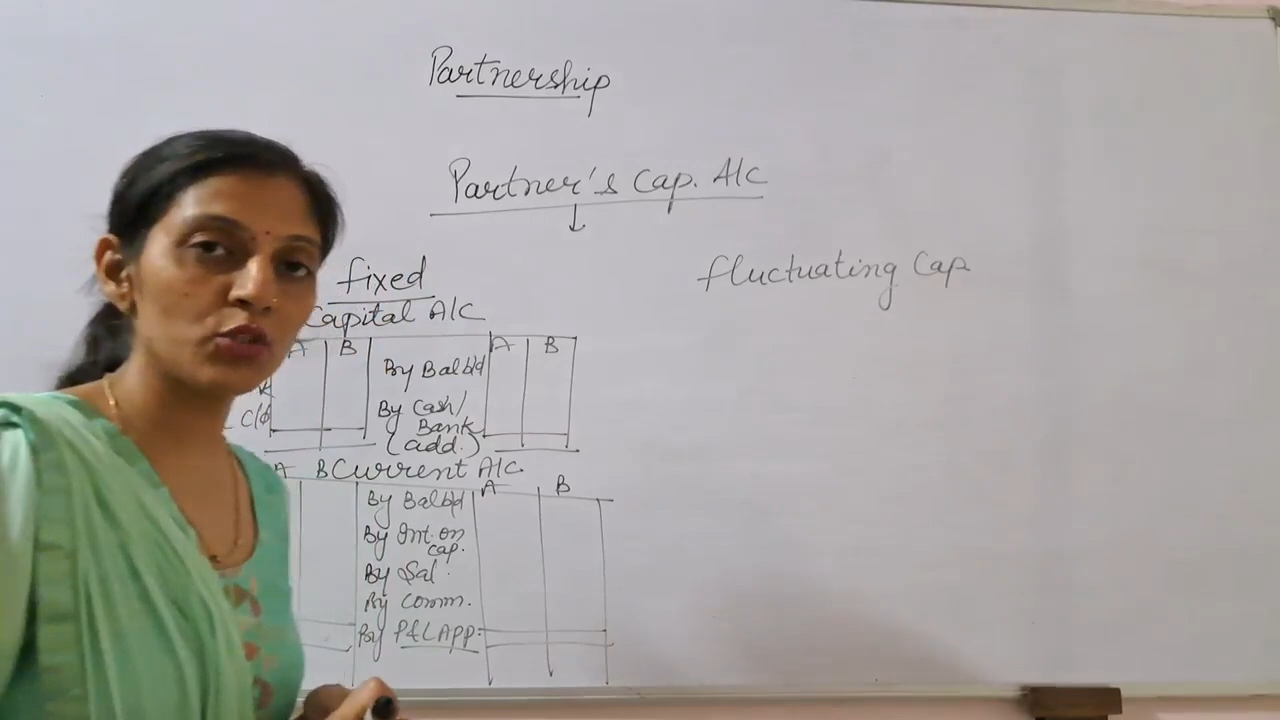 Partnership
Partner's Cap. A/C
fixed
fluctuating Cap
Capital A/C
A B A B
By Bal b/d
By Cash/
Bank
(add.)
C/d
Current A/C
A B A B
By Bal b/d
By Int. on
cap.
By Sal.
By Comm.
By P&L APP: